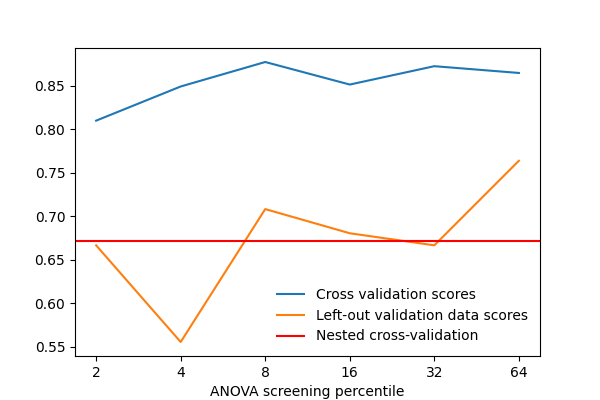 0.85
0.80
0.75
0.70
0.65
0.60
0.55
Cross validation scores
Left-out validation data scores
Nested cross-validation
2 4 8 16 32 64
ANOVA screening percentile